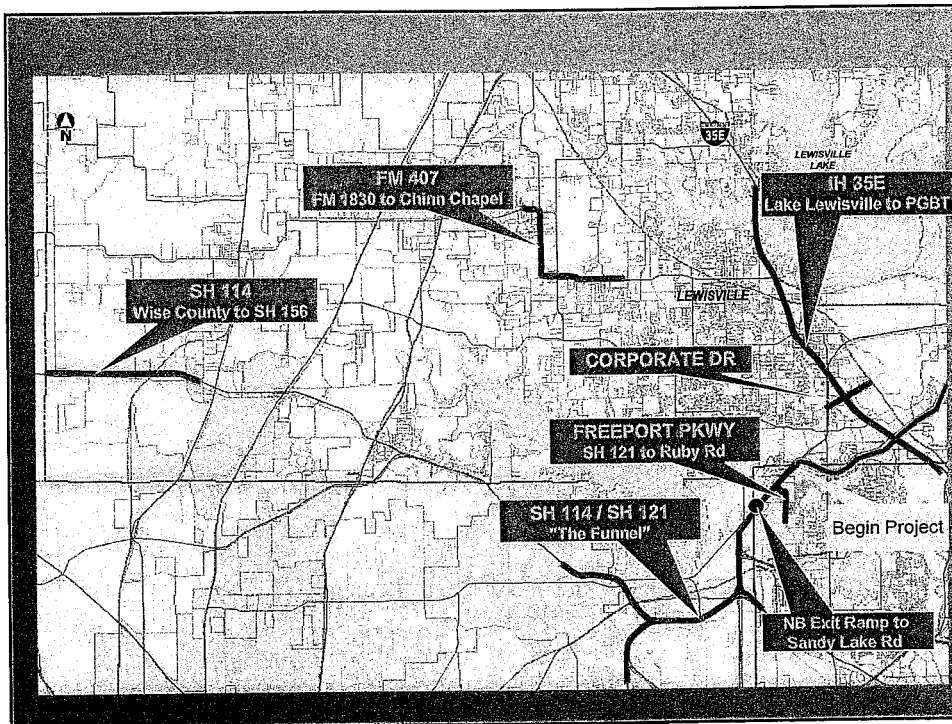 N
35E
LEWISVILLE
LAKE
FM 407
FM 1830 to Chinn Chapel
IH 35E
Lake Lewisville to PGBT
SH 114
Wise County to SH 156
LEWISVILLE
CORPORATE DR
FREEPORT PKWY
SH 121 to Ruby Rd
SH 114 / SH 121
"The Funnel"
Begin Project
NB Exit Ramp to
Sandy Lake Rd